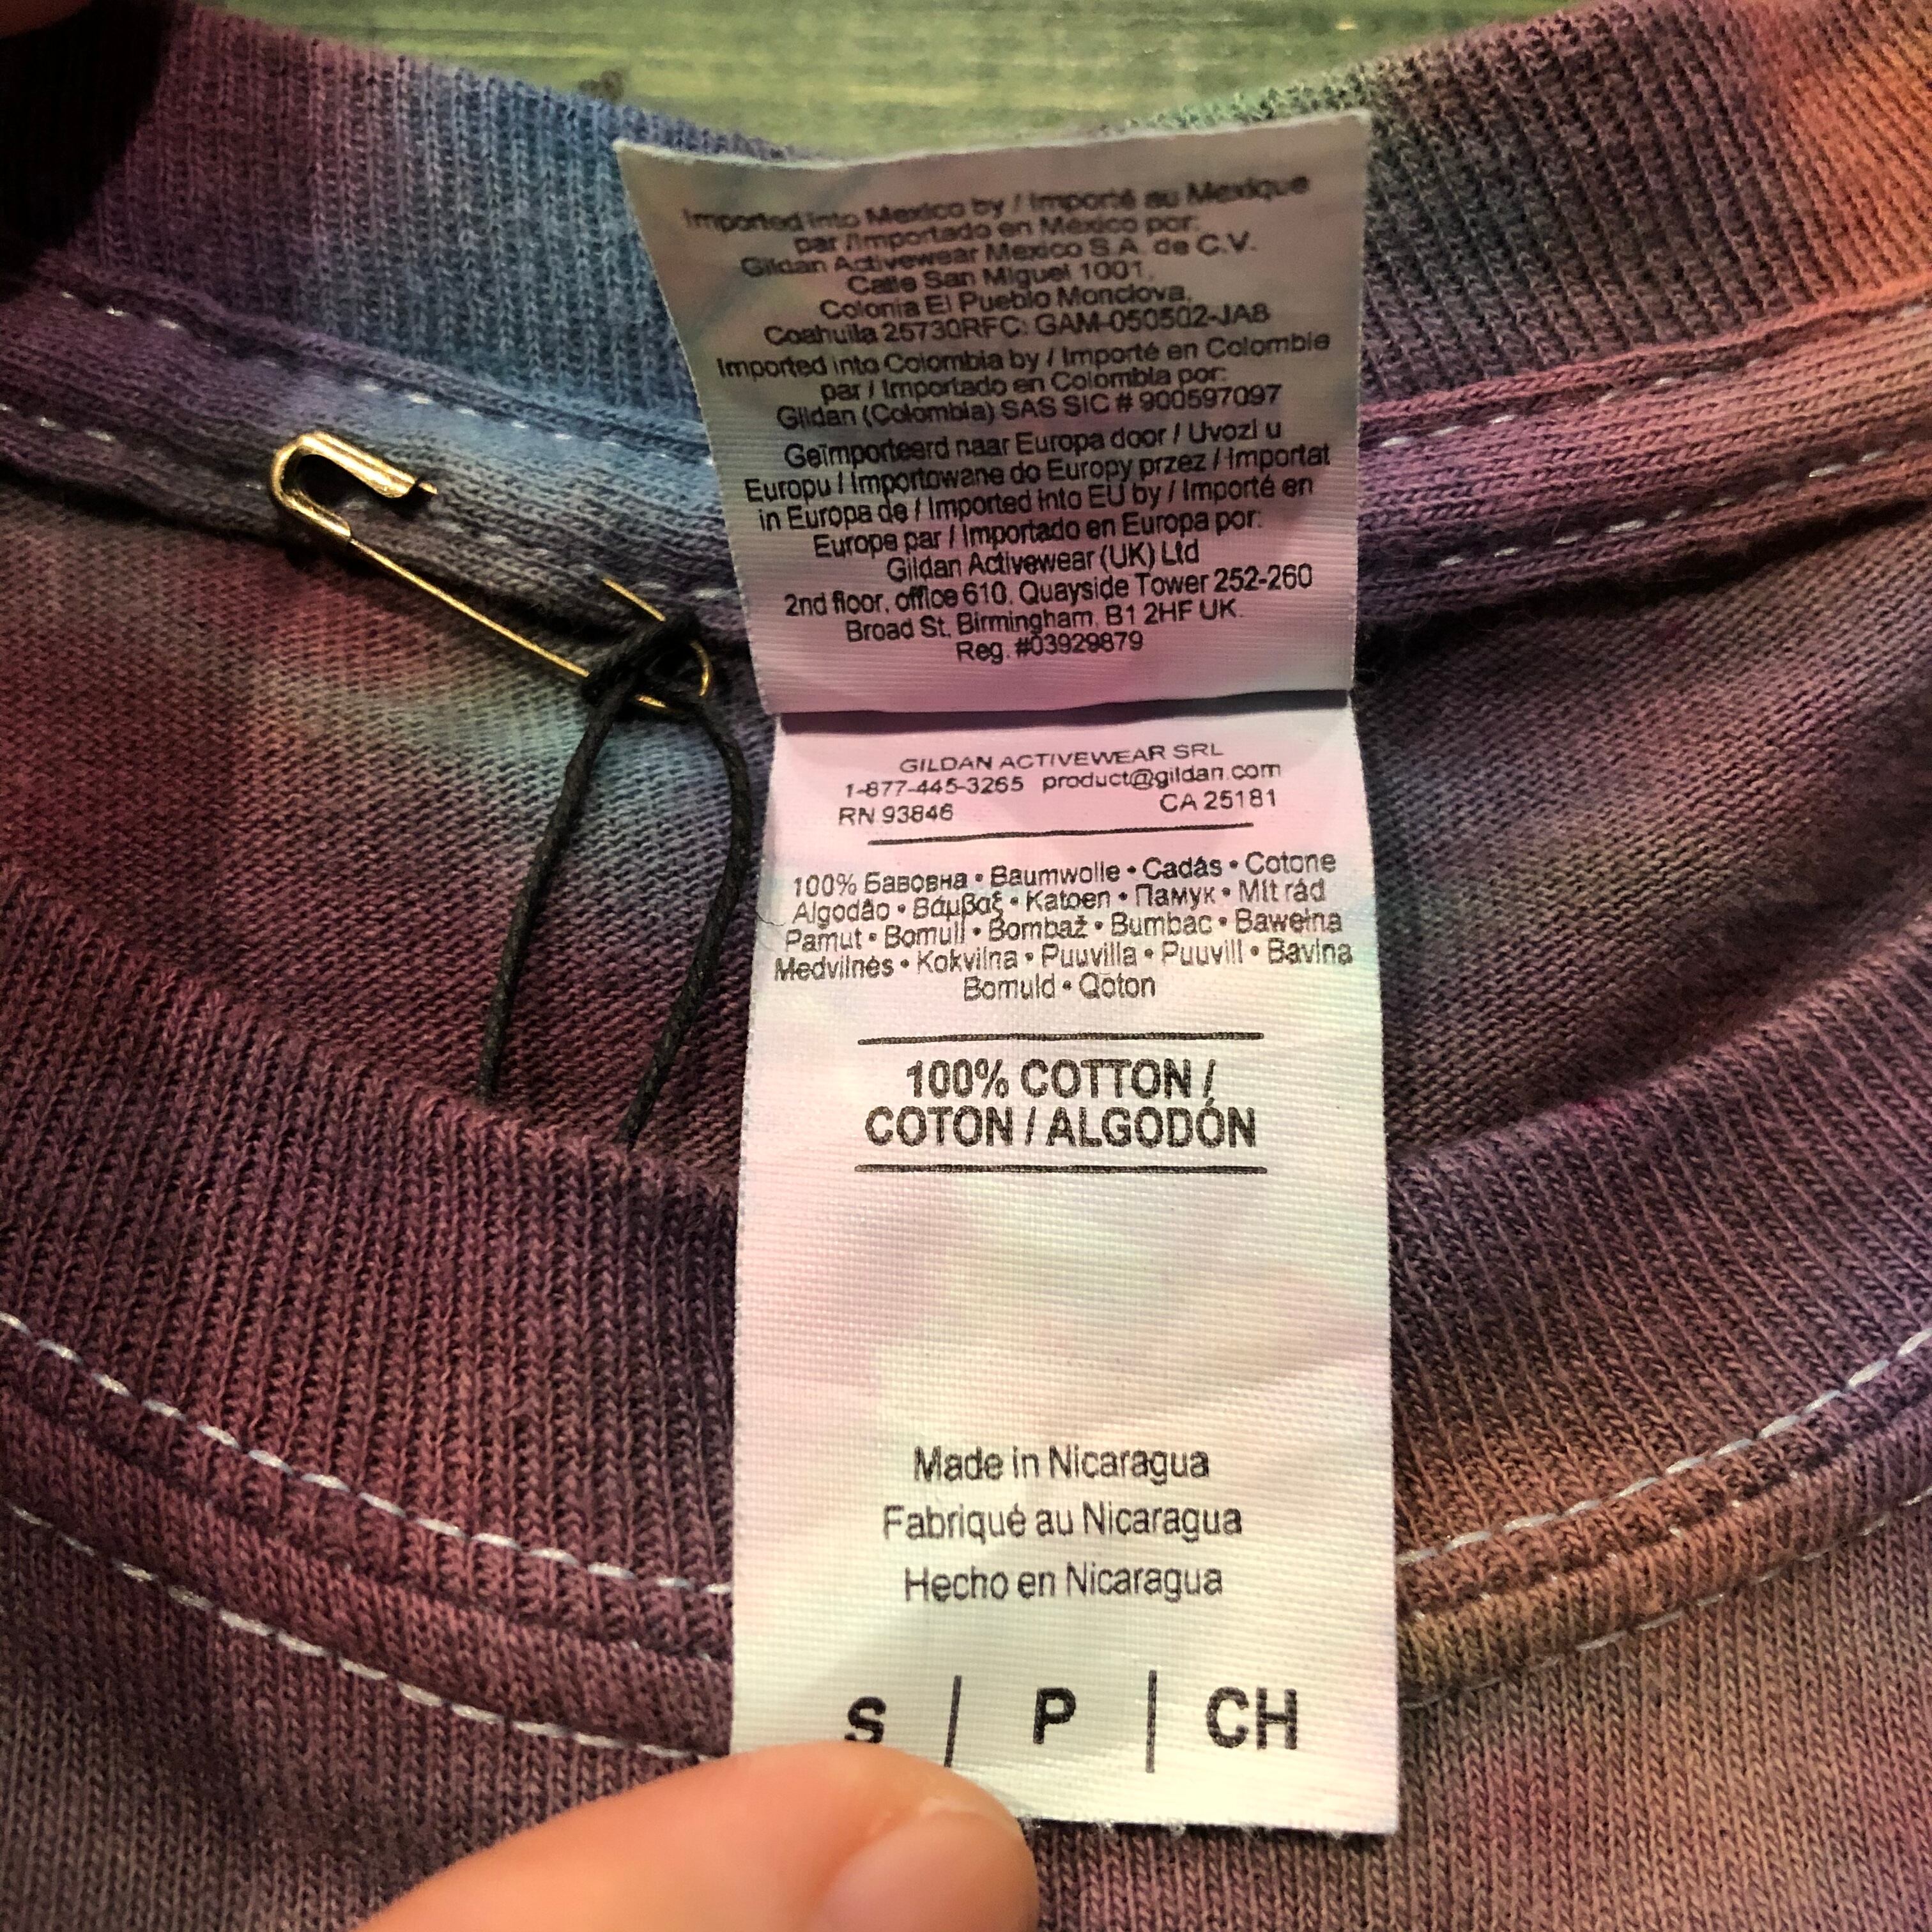 Imported into Mexico by / Importé au Mexique
par /Importado en México por:
Gildan Activewear Mexico S.A. de C.V.
Calle San Miguel 1001,
Colonia El Pueblo Monclova,
Coahuila 25730RFC: GAM-050502-JA8
Imported into Colombia by / Importé en Colombie
par / Importado en Colombia por:
Gildan (Colombia) SAS SIC # 900597097
Geïmporteerd naar Europa door / Uvozi u
Europu / Importowane do Europy przez / Importat
in Europa de / Imported into EU by / Importé en
Europe par / Importado en Europa por:
Gildan Activewear (UK) Ltd
2nd floor, office 610, Quayside Tower 252-260
Broad St, Birmingham, B1 2HF UK.
Reg. #03929879
GILDAN ACTIVEWEAR SRL
1-877-445-3265 product@gildan.com
RN 93846 CA 25181
100% Бавовна • Baumwolle • Cadás • Cotone
Algodão • Βάμβαξ • Katoen • Памук • Mit rád
Pamut • Bomull • Bombaž • Bumbac • Bawełna
Medvilnės • Kokvilna • Puuvilla • Puuvill • Bavlna
Bomuld • Qoton
100% COTTON /
COTON / ALGODÓN
Made in Nicaragua
Fabriqué au Nicaragua
Hecho en Nicaragua
S | P | CH